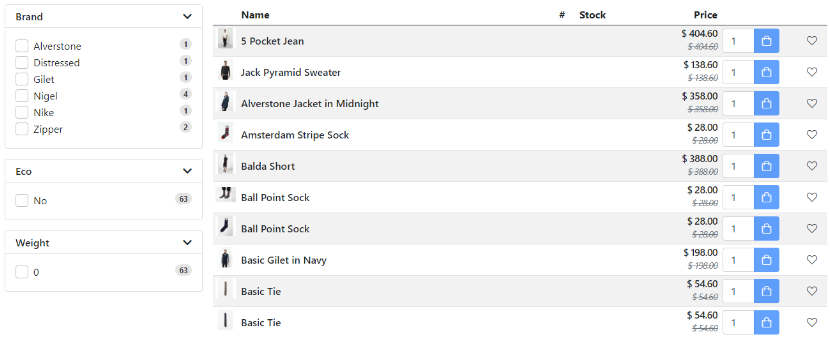 Brand
Alverstone 1
Distressed 1
Gilet 1
Nigel 4
Nike 1
Zipper 2
Eco
No 63
Weight
0 63
Name # Stock Price
5 Pocket Jean $ 404.60 1
$ 404.60
Jack Pyramid Sweater $ 138.60 1
$ 138.60
Alverstone Jacket in Midnight $ 358.00 1
$ 358.00
Amsterdam Stripe Sock $ 28.00 1
$ 28.00
Balda Short $ 388.00 1
$ 388.00
Ball Point Sock $ 28.00 1
$ 28.00
Ball Point Sock $ 28.00 1
$ 28.00
Basic Gilet in Navy $ 198.00 1
$ 198.00
Basic Tie $ 54.60 1
$ 54.60
Basic Tie $ 54.60 1
$ 54.60